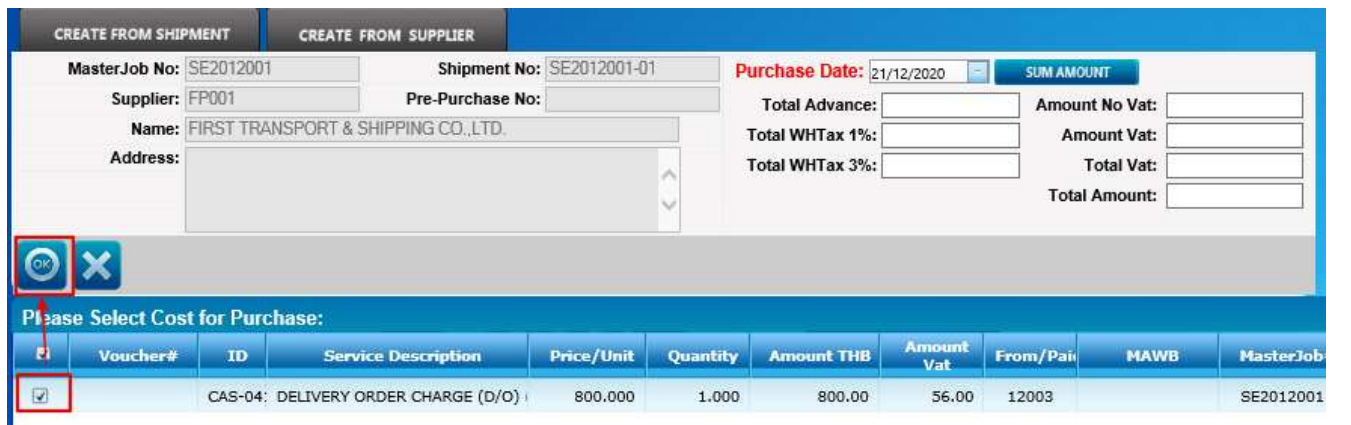 CREATE FROM SHIPMENT CREATE FROM SUPPLIER
MasterJob No: SE2012001 Shipment No: SE2012001-01 Purchase Date: 21/12/2020 SUM AMOUNT
Supplier: FP001 Pre-Purchase No: Total Advance: Amount No Vat:
Name: FIRST TRANSPORT & SHIPPING CO.,LTD. Total WHTax 1%: Amount Vat:
Address: Total WHTax 3%: Total Vat:
Total Amount:
OK
Please Select Cost for Purchase:
Voucher# ID Service Description Price/Unit Quantity Amount THB Amount Vat From/Paid MAWB MasterJob
CAS-04 DELIVERY ORDER CHARGE (D/O) 800.000 1.000 800.00 56.00 12003 SE2012001